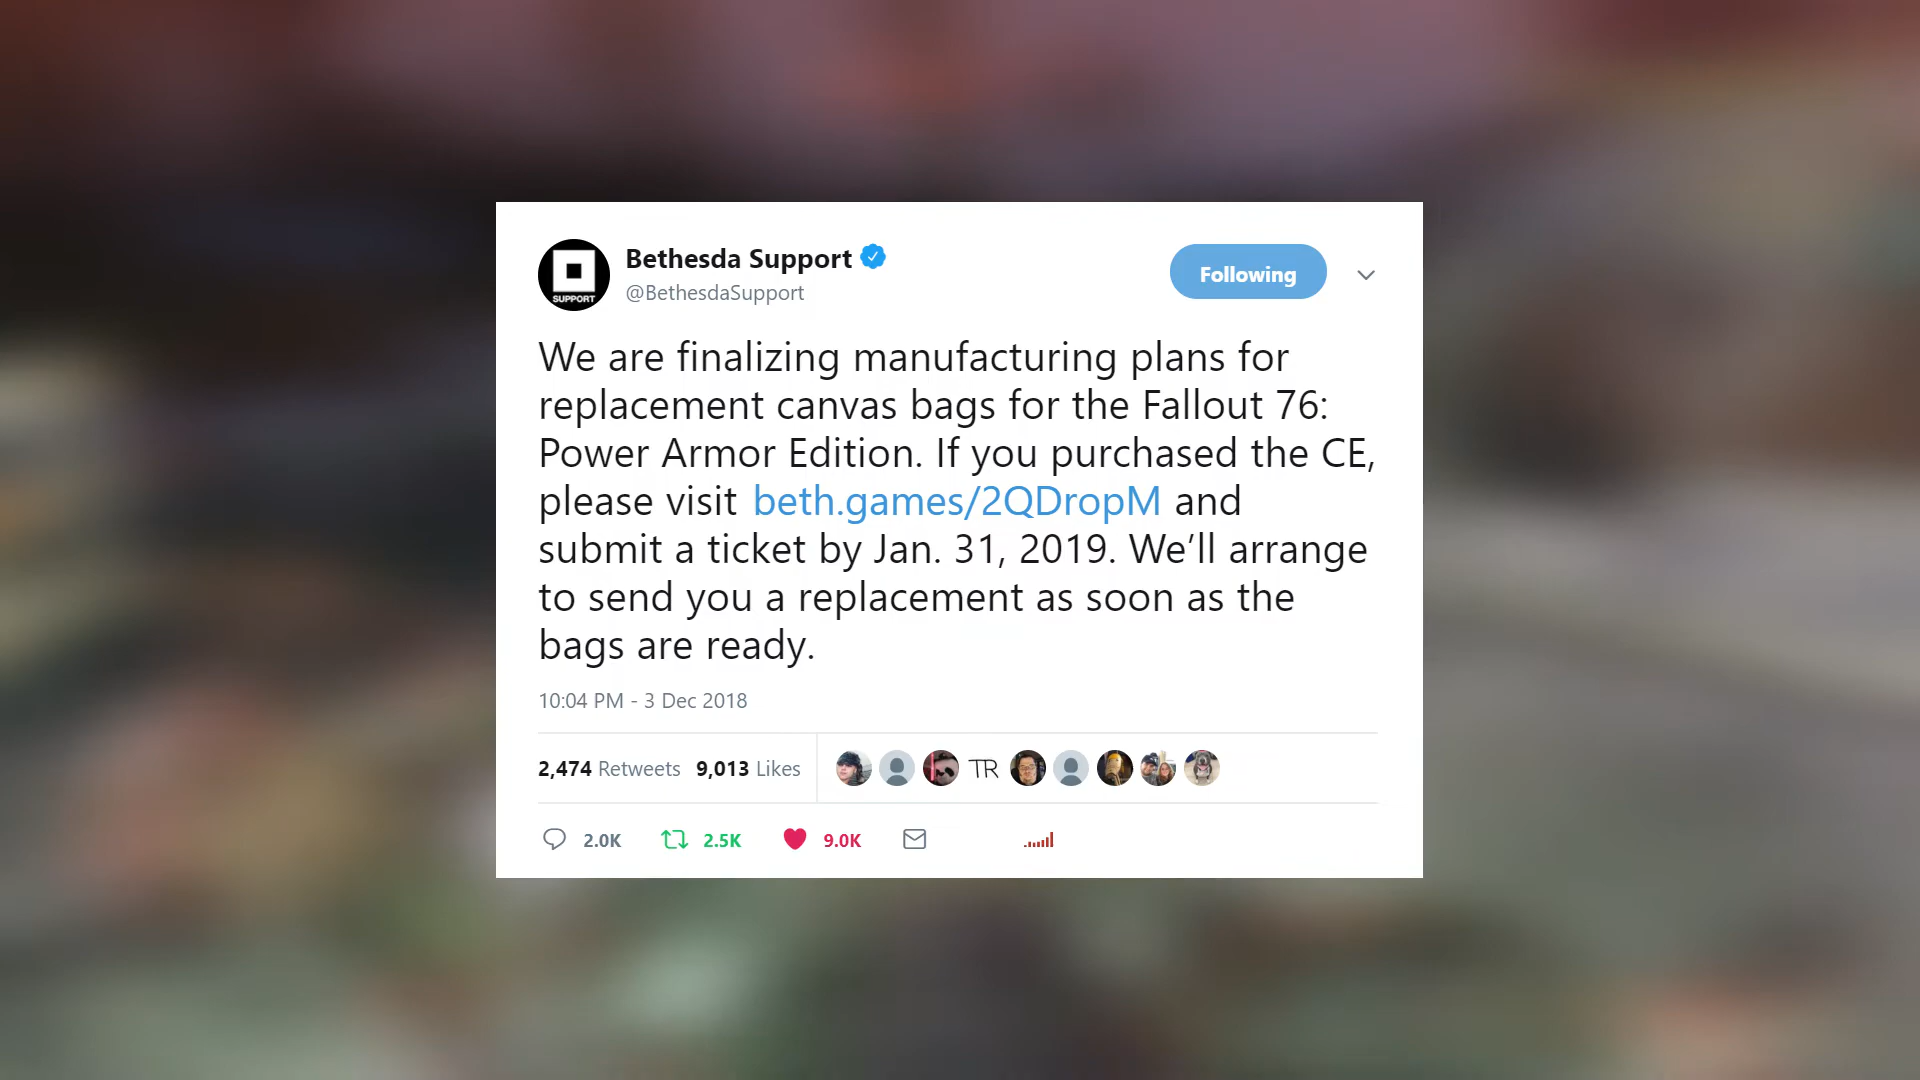 Bethesda Support
@BethesdaSupport
SUPPORT
Following
We are finalizing manufacturing plans for
replacement canvas bags for the Fallout 76:
Power Armor Edition. If you purchased the CE,
please visit beth.games/2QDropM and
submit a ticket by Jan. 31, 2019. We’ll arrange
to send you a replacement as soon as the
bags are ready.
10:04 PM - 3 Dec 2018
2,474 Retweets 9,013 Likes
TR
2.0K 2.5K 9.0K